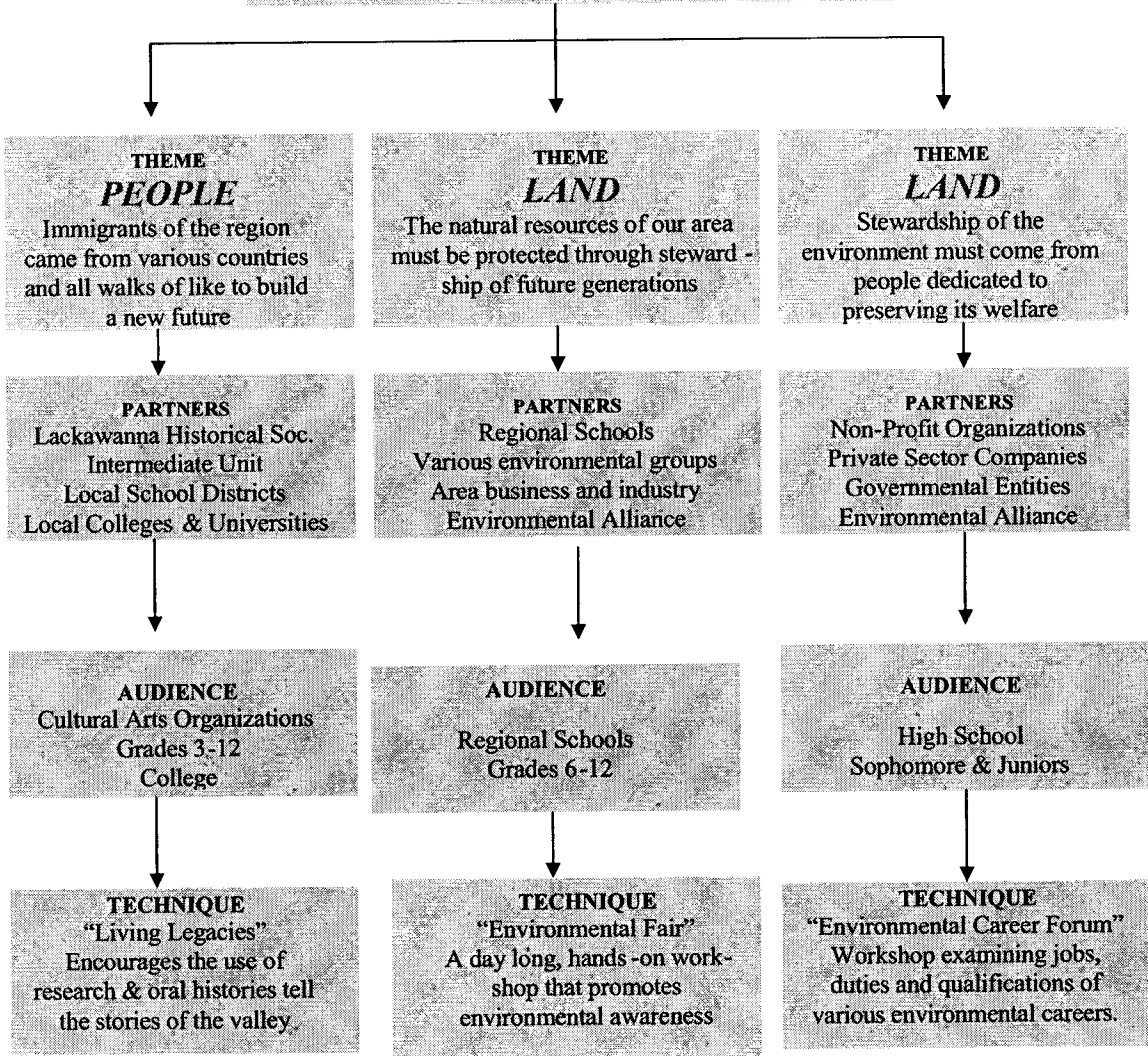 THEME
PEOPLE
Immigrants of the region
came from various countries
and all walks of like to build
a new future
THEME
LAND
The natural resources of our area
must be protected through steward -
ship of future generations
THEME
LAND
Stewardship of the
environment must come from
people dedicated to
preserving its welfare
PARTNERS
Lackawanna Historical Soc.
Intermediate Unit
Local School Districts
Local Colleges & Universities
PARTNERS
Regional Schools
Various environmental groups
Area business and industry
Environmental Alliance
PARTNERS
Non-Profit Organizations
Private Sector Companies
Governmental Entities
Environmental Alliance
AUDIENCE
Cultural Arts Organizations
Grades 3-12
College
AUDIENCE
Regional Schools
Grades 6-12
AUDIENCE
High School
Sophomore & Juniors
TECHNIQUE
“Living Legacies”
Encourages the use of
research & oral histories tell
the stories of the valley.
TECHNIQUE
“Environmental Fair”
A day long, hands -on work-
shop that promotes
environmental awareness
TECHNIQUE
“Environmental Career Forum”
Workshop examining jobs,
duties and qualifications of
various environmental careers.